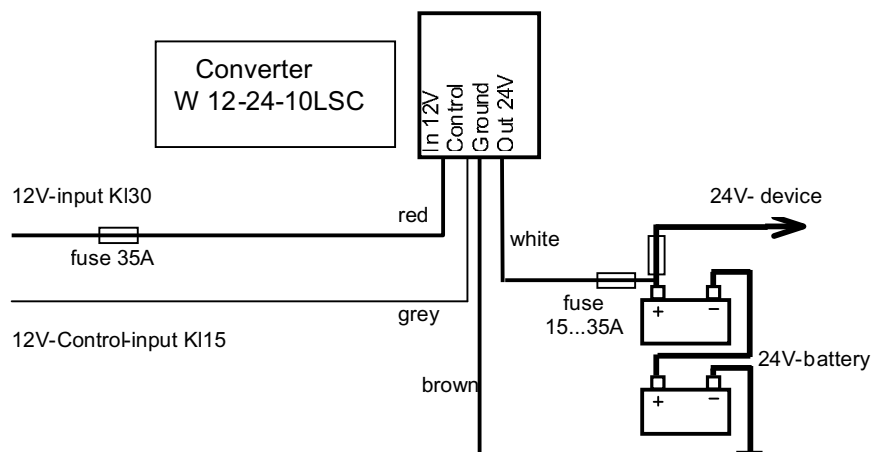 Converter
W 12-24-10LSC
In 12V
Control
Ground
Out 24V
12V-input Kl30
red
24V- device
white
fuse 35A
fuse
15...35A
grey
12V-Control-input Kl15
+ −
24V-battery
brown
+ −